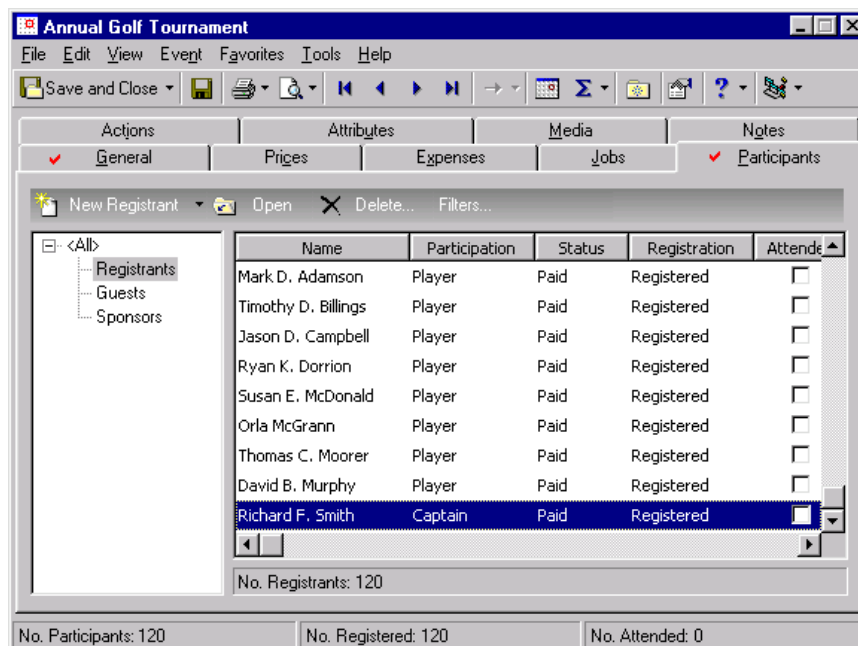 Annual Golf Tournament
File Edit View Event Favorites Tools Help
Save and Close
Actions Attributes Media Notes
General Prices Expenses Jobs Participants
New Registrant Open Delete... Filters...
<All>
Registrants
Guests
Sponsors
Name Participation Status Registration Attende
Mark D. Adamson Player Paid Registered
Timothy D. Billings Player Paid Registered
Jason D. Campbell Player Paid Registered
Ryan K. Dorrion Player Paid Registered
Susan E. McDonald Player Paid Registered
Orla McGrann Player Paid Registered
Thomas C. Moorer Player Paid Registered
David B. Murphy Player Paid Registered
Richard F. Smith Captain Paid Registered
No. Registrants: 120
No. Participants: 120 No. Registered: 120 No. Attended: 0